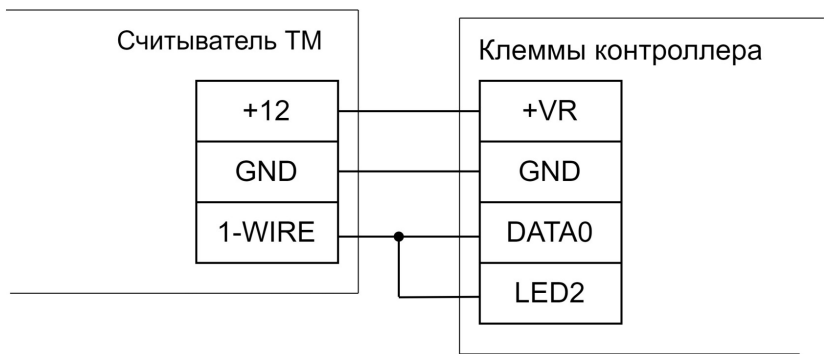 Считыватель ТМ
+12
GND
1-WIRE
Клеммы контроллера
+VR
GND
DATA0
LED2